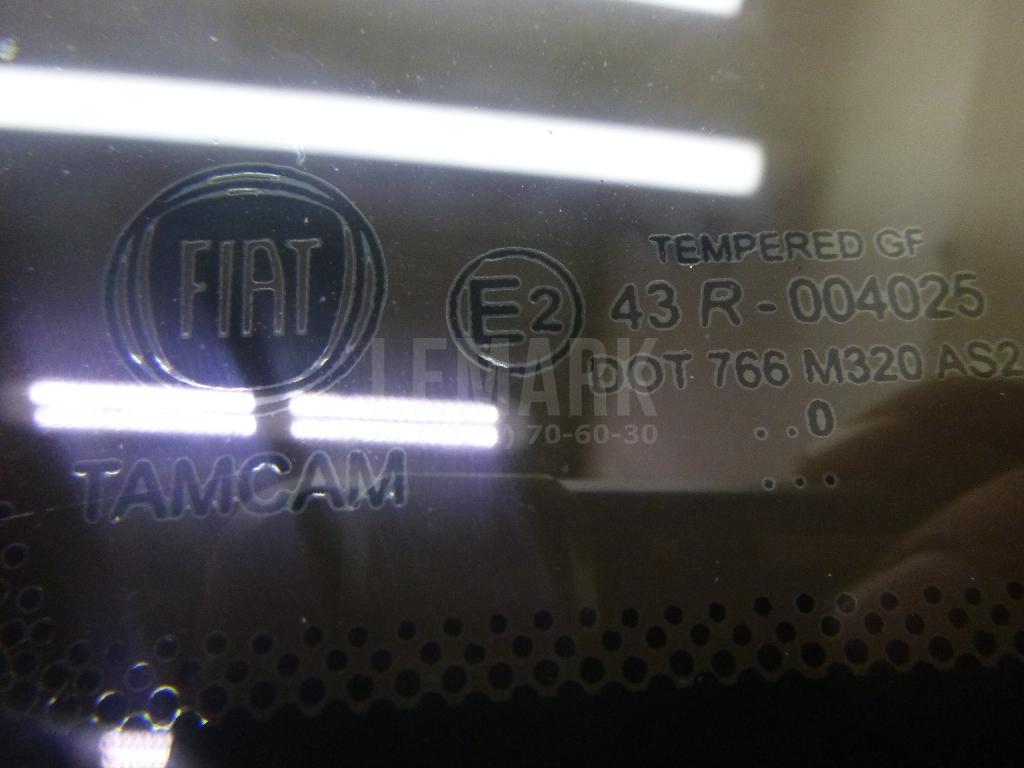 FIAT
TAMCAM
E2
TEMPERED GF
43 R - 004025
DOT 766 M320 AS2
..0
...
LEMARK
) 70-60-30